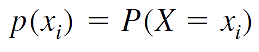 p(xᵢ) = P(X = xᵢ)